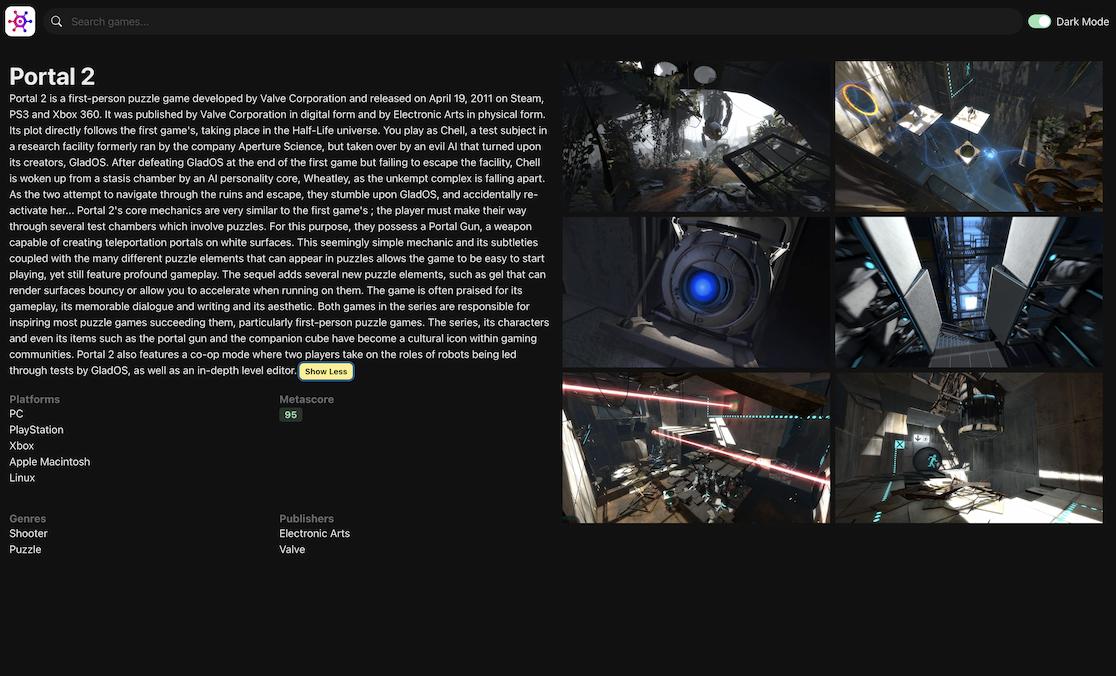 Search games...
Dark Mode
Portal 2
Portal 2 is a first-person puzzle game developed by Valve Corporation and released on April 19, 2011 on Steam,
PS3 and Xbox 360. It was published by Valve Corporation in digital form and by Electronic Arts in physical form.
Its plot directly follows the first game's, taking place in the Half-Life universe. You play as Chell, a test subject in
a research facility formerly ran by the company Aperture Science, but taken over by an evil AI that turned upon
its creators, GladOS. After defeating GladOS at the end of the first game but failing to escape the facility, Chell
is woken up from a stasis chamber by an AI personality core, Wheatley, as the unkempt complex is falling apart.
As the two attempt to navigate through the ruins and escape, they stumble upon GladOS, and accidentally re-
activate her... Portal 2's core mechanics are very similar to the first game's ; the player must make their way
through several test chambers which involve puzzles. For this purpose, they possess a Portal Gun, a weapon
capable of creating teleportation portals on white surfaces. This seemingly simple mechanic and its subtleties
coupled with the many different puzzle elements that can appear in puzzles allows the game to be easy to start
playing, yet still feature profound gameplay. The sequel adds several new puzzle elements, such as gel that can
render surfaces bouncy or allow you to accelerate when running on them. The game is often praised for its
gameplay, its memorable dialogue and writing and its aesthetic. Both games in the series are responsible for
inspiring most puzzle games succeeding them, particularly first-person puzzle games. The series, its characters
and even its items such as the portal gun and the companion cube have become a cultural icon within gaming
communities. Portal 2 also features a co-op mode where two players take on the roles of robots being led
through tests by GladOS, as well as an in-depth level editor. Show Less
Platforms
PC
PlayStation
Xbox
Apple Macintosh
Linux
Metascore
95
Genres
Shooter
Puzzle
Publishers
Electronic Arts
Valve